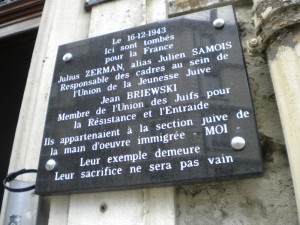 Le 16-12-1943
Ici sont tombés
pour la France
Julius ZERMAN, alias Julien SAMOIS
Responsable des cadres au sein de
l'Union de la Jeunesse Juive
Jean BRIEWSKI
Membre de l'Union des Juifs pour
la Résistance et l'Entraide
Ils appartenaient à la section juive de
la main d'oeuvre immigrée - MOI -
Leur exemple demeure
Leur sacrifice ne sera pas vain